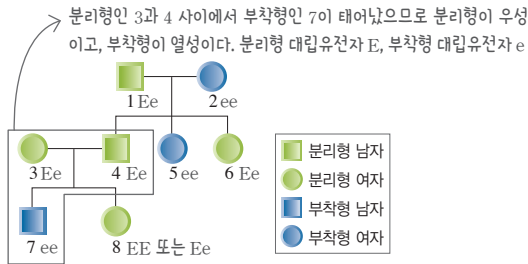 분리형인 3과 4 사이에서 부착형인 7이 태어났으므로 분리형이 우성
이고, 부착형이 열성이다. 분리형 대립유전자 E, 부착형 대립유전자 e
1 Ee
2 ee
3 Ee
4 Ee
5 ee
6 Ee
7 ee
8 EE 또는 Ee
분리형 남자
분리형 여자
부착형 남자
부착형 여자